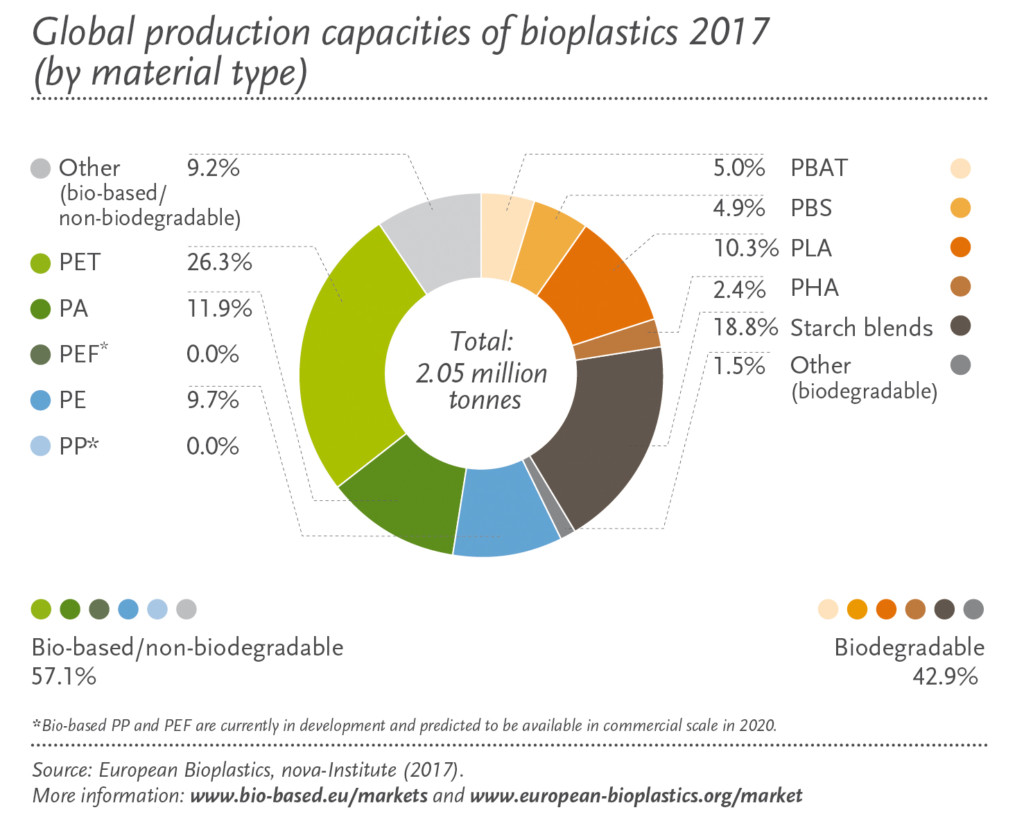 Global production capacities of bioplastics 2017
(by material type)
Other 9.2%
(bio-based/
non-biodegradable)
PET 26.3%
PA 11.9%
PEF* 0.0%
PE 9.7%
PP* 0.0%
Total:
2.05 million
tonnes
5.0% PBAT
4.9% PBS
10.3% PLA
2.4% PHA
18.8% Starch blends
1.5% Other
(biodegradable)
Bio-based/non-biodegradable
57.1%
Biodegradable
42.9%
*Bio-based PP and PEF are currently in development and predicted to be available in commercial scale in 2020.
Source: European Bioplastics, nova-Institute (2017).
More information: www.bio-based.eu/markets and www.european-bioplastics.org/market